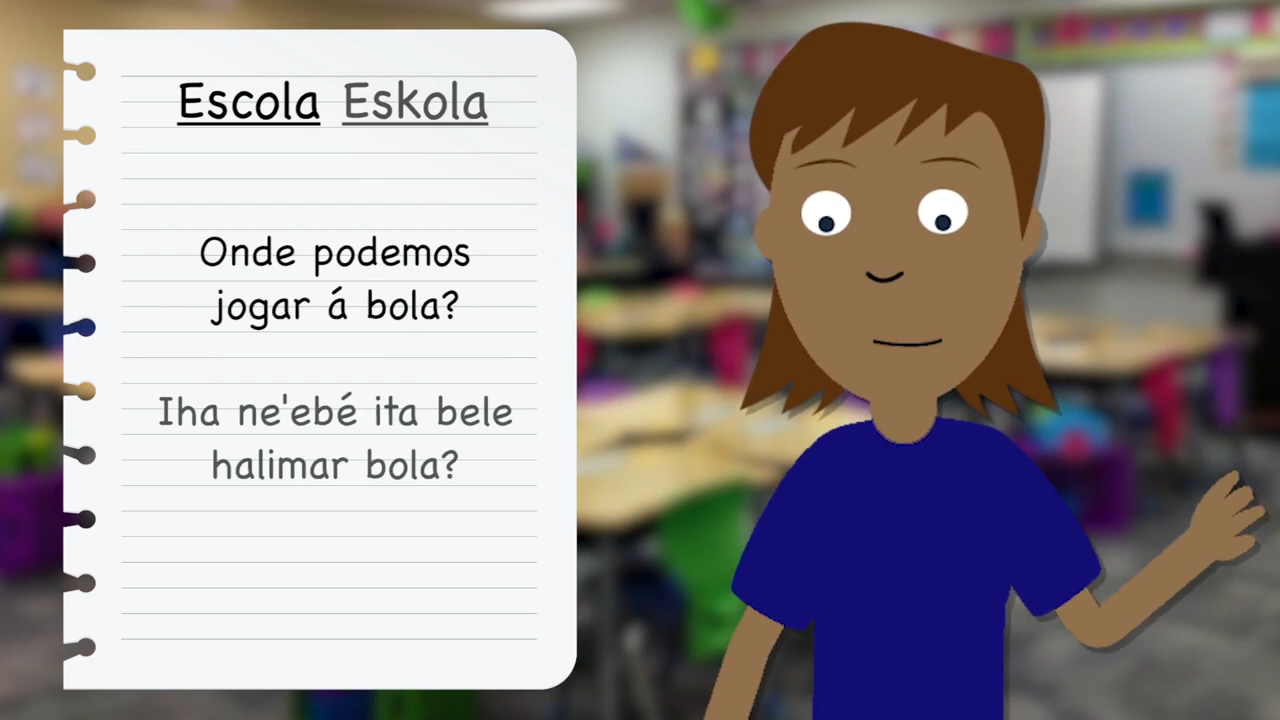 Escola Eskola
Onde podemos
jogar á bola?
Iha ne'ebé ita bele
halimar bola?